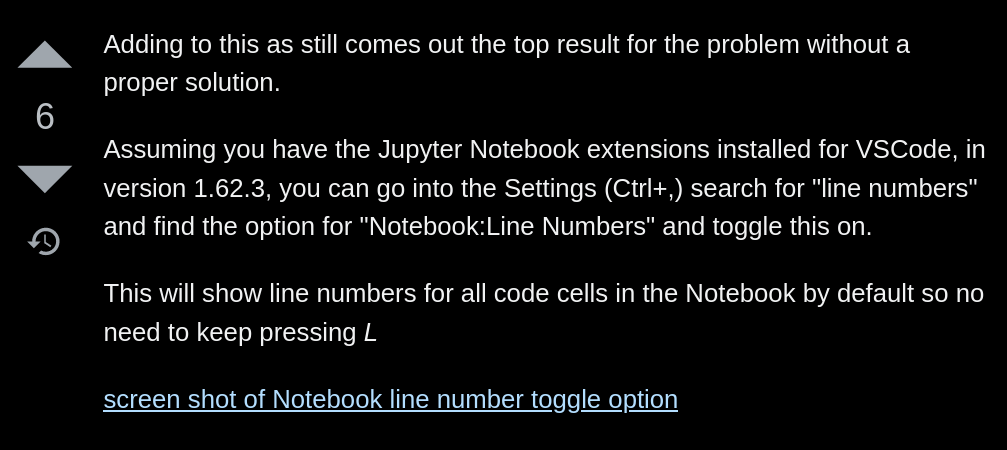 Adding to this as still comes out the top result for the problem without a
proper solution.
6
Assuming you have the Jupyter Notebook extensions installed for VSCode, in
version 1.62.3, you can go into the Settings (Ctrl+,) search for "line numbers"
and find the option for "Notebook:Line Numbers" and toggle this on.
This will show line numbers for all code cells in the Notebook by default so no
need to keep pressing L
screen shot of Notebook line number toggle option